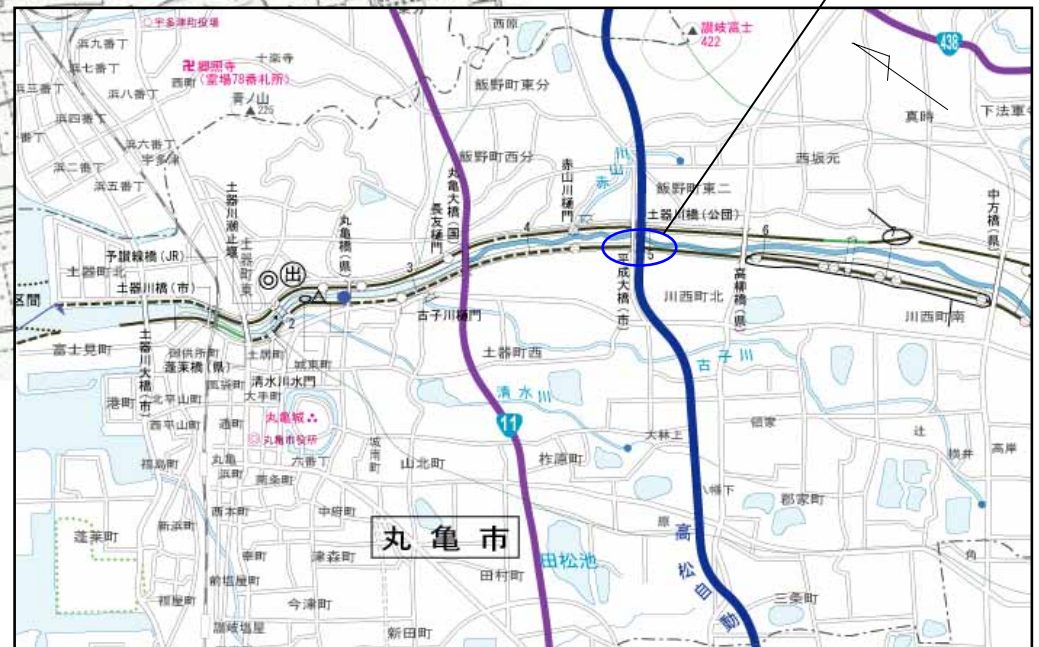 宇多津町役場
西原
讃岐富士
422
438
浜九番丁
十楽寺
浜七番丁
卍郷照寺
(霊場78番札所)
西町
浜三番丁
浜八番丁
青ノ山
225
飯野町東分
真時
下法軍寺
浜四番丁
番丁
浜六番丁
宇多津
浜二番丁
浜五番丁
飯野町西分
赤山川
赤山川樋門
西坂元
飯野町東二
土器川橋(公団)
丸亀大橋(国)
長友樋門
中方橋(県)
土器川潮止堰
土器町東
丸亀橋(県)
予讃線橋(JR)
土器町北
土器川橋(市)
区間
出
2
3
4
5
6
平成大橋(市)
高柳橋(県)
川西町北
川西町南
古子川樋門
富士見町
土器川大橋(市)
御供所町
蓬莱橋(県)
土居町
城東町
土器町西
古子川
風袋町
清水川水門
大手町
清水川
港町
北平山町
西平山町
通町
丸亀城
丸亀市役所
11
領家
辻
大林上
横井
高岸
福島町
丸亀
浜町
六番丁
南条町
城南町
山北町
柞原町
八幡下
郡家町
西本町
中府町
新浜町
蓬莱町
丸亀市
原
高松自動
幸町
津森町
田村町
田松池
角
前塩屋町
福屋町
今津町
三条町
讃岐塩屋
新田町